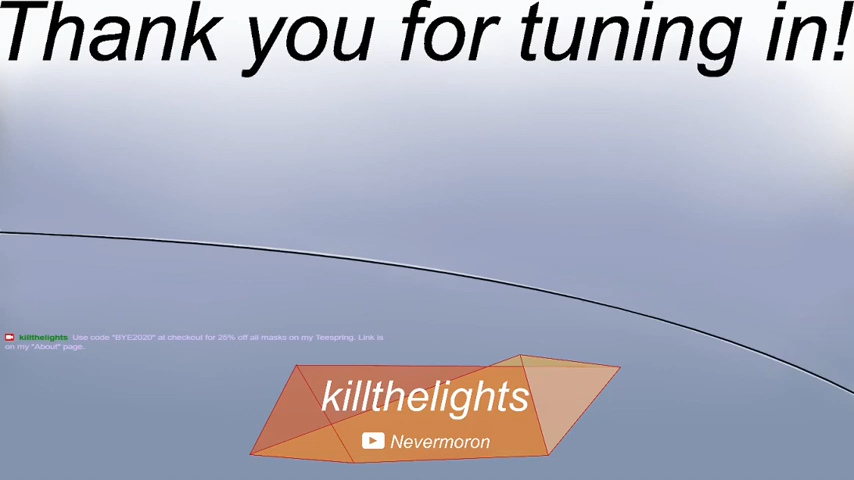 Thank you for tuning in!
killthelights Use code "BYE2020" at checkout for 25% off all masks on my Teespring. Link is
on my "About" page.
killthelights
Nevermoron